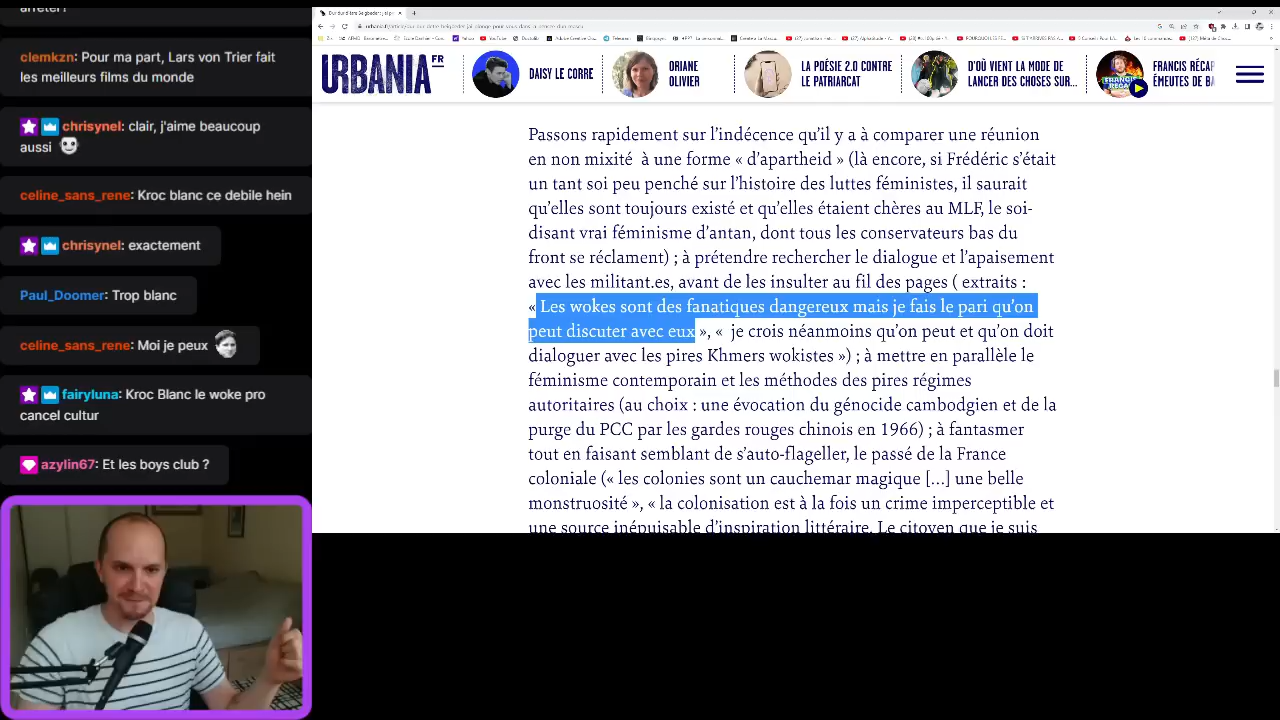 arrêter!
clemkzn: Pour ma part, lars von Trier fait
les meilleurs films du monde
chrisynel: clair, j'aime beaucoup
aussi
celine_sans_rene: Kroc blanc ce debile hein
chrisynel: exactement
Paul_Doomer: Trop blanc
celine_sans_rene: Moi je peux
fairyluna: Kroc Blanc le woke pro
cancel cultur
azylin67: Et les boys club ?
URBANIA FR
DAISY LE CORRE
ORIANE
OLIVIER
LA POÉSIE 2.0 CONTRE
LE PATRIARCAT
D'OÙ VIENT LA MODE DE
LANCER DES CHOSES SUR...
FRANCIS RÉCAP
ÉMEUTES DE BA
Passons rapidement sur l'indécence qu'il y a à comparer une réunion
en non mixité à une forme « d'apartheid » (là encore, si Frédéric s'était
un tant soi peu penché sur l'histoire des luttes féministes, il saurait
qu'elles sont toujours existé et qu'elles étaient chères au MLF, le soi-
disant vrai féminisme d'antan, dont tous les conservateurs bas du
front se réclament) ; à prétendre rechercher le dialogue et l'apaisement
avec les militant.es, avant de les insulter au fil des pages ( extraits :
« Les wokes sont des fanatiques dangereux mais je fais le pari qu'on
peut discuter avec eux », « je crois néanmoins qu'on peut et qu'on doit
dialoguer avec les pires Khmers wokistes ») ; à mettre en parallèle le
féminisme contemporain et les méthodes des pires régimes
autoritaires (au choix : une évocation du génocide cambodgien et de la
purge du PCC par les gardes rouges chinois en 1966) ; à fantasmer
tout en faisant semblant de s'auto-flageller, le passé de la France
coloniale (« les colonies sont un cauchemar magique [...] une belle
monstruosité », « la colonisation est à la fois un crime imperceptible et
une source inépuisable d'inspiration littéraire. Le citoyen que je suis